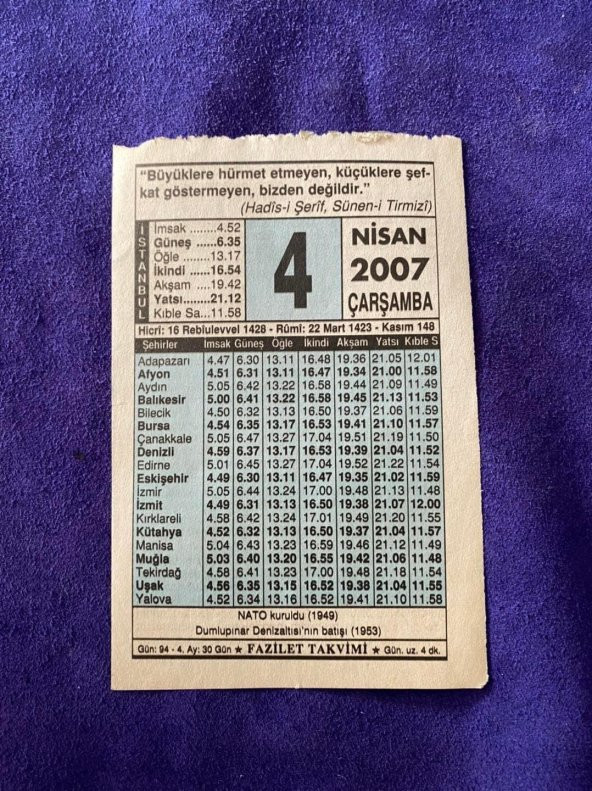 "Büyüklere hürmet etmeyen, küçüklere şef-
kat göstermeyen, bizden değildir."
(Hadîs-i Şerîf, Sünen-i Tirmizî)
İSTANBUL
İmsak ........4.52
Güneş ......6.35
Öğle ........13.17
İkindi ......16.54
Akşam ....19.42
Yatsı........21.12
Kıble Sa...11.58
4
NİSAN
2007
ÇARŞAMBA
Hicrî: 16 Rebîulevvel 1428 - Rûmî: 22 Mart 1423 - Kasım 148
Şehirler İmsak Güneş Öğle İkindi Akşam Yatsı Kıble S
Adapazarı 4.47 6.30 13.11 16.48 19.36 21.05 12.01
Afyon 4.51 6.31 13.11 16.47 19.34 21.00 11.58
Aydın 5.05 6.42 13.22 16.58 19.44 21.09 11.49
Balıkesir 5.00 6.41 13.22 16.58 19.45 21.13 11.53
Bilecik 4.50 6.32 13.13 16.50 19.37 21.06 11.59
Bursa 4.54 6.35 13.17 16.53 19.41 21.10 11.57
Çanakkale 5.05 6.47 13.27 17.04 19.51 21.19 11.50
Denizli 4.59 6.37 13.17 16.53 19.39 21.04 11.52
Edirne 5.01 6.45 13.27 17.04 19.52 21.22 11.54
Eskişehir 4.49 6.30 13.11 16.47 19.35 21.02 11.59
İzmir 5.05 6.44 13.24 17.00 19.48 21.13 11.48
İzmit 4.49 6.31 13.13 16.50 19.38 21.07 12.00
Kırklareli 4.58 6.42 13.24 17.01 19.49 21.20 11.55
Kütahya 4.52 6.32 13.13 16.50 19.37 21.04 11.57
Manisa 5.04 6.43 13.23 16.59 19.46 21.12 11.49
Muğla 5.03 6.40 13.20 16.55 19.42 21.06 11.48
Tekirdağ 4.58 6.41 13.23 17.00 19.48 21.18 11.54
Uşak 4.56 6.35 13.15 16.52 19.38 21.04 11.55
Yalova 4.52 6.34 13.16 16.52 19.41 21.10 11.58
NATO kuruldu (1949)
Dumlupınar Denizaltısı'nın batışı (1953)
Gün: 94 - 4. Ay: 30 Gün ★ FAZİLET TAKVİMİ ★ Gün. uz. 4 dk.